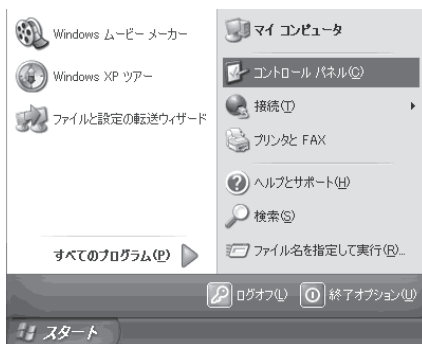 Windows ムービー メーカー
Windows XP ツアー
ファイルと設定の転送ウィザード
すべてのプログラム(P)
マイ コンピュータ
コントロール パネル(C)
接続(T)
プリンタと FAX
ヘルプとサポート(H)
検索(S)
ファイル名を指定して実行(R)...
ログオフ(L)
終了オプション(U)
スタート